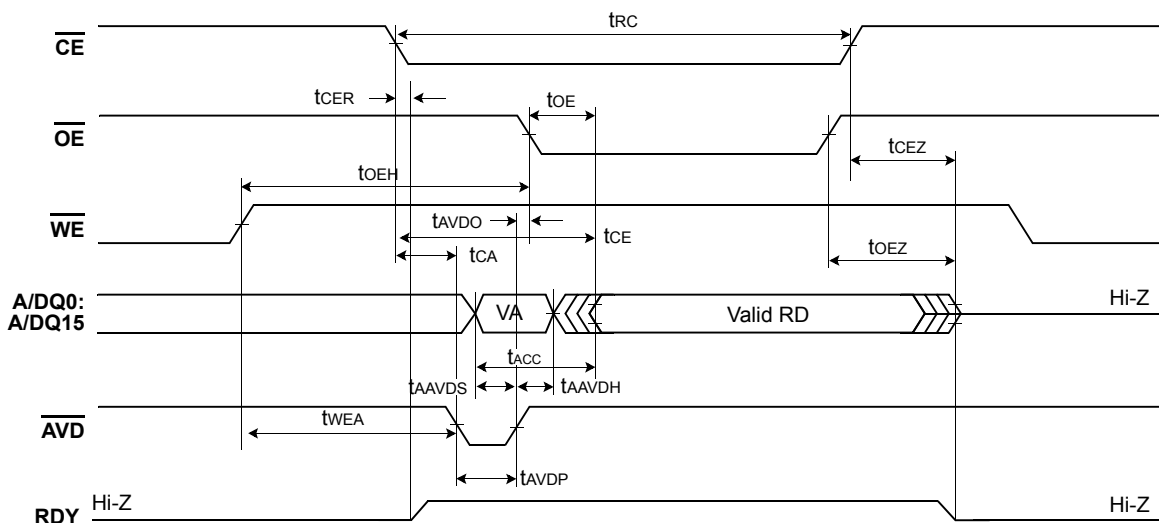 tRC
CE
tCER
tOE
OE
tCEZ
tOEH
WE
tAVDO
tCE
tCA
tOEZ
A/DQ0:
A/DQ15
VA
Valid RD
Hi-Z
tACC
tAAVDS
tAAVDH
AVD
tWEA
tAVDP
Hi-Z
RDY
Hi-Z